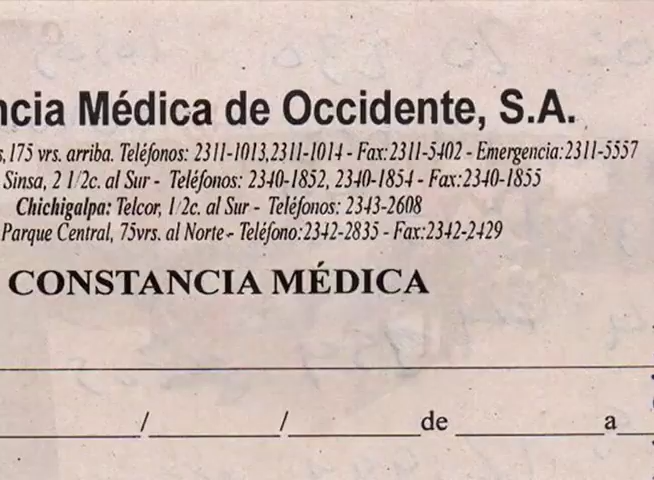 ncia Médica de Occidente, S.A.
s, 175 vrs. arriba. Teléfonos: 2311-1013,2311-1014 - Fax:2311-5402 - Emergencia:2311-5557
Sinsa, 2 1/2c. al Sur - Teléfonos: 2340-1852, 2340-1854 - Fax:2340-1855
Chichigalpa: Telcor, 1/2c. al Sur - Teléfonos: 2343-2608
Parque Central, 75vrs. al Norte - Teléfono:2342-2835 - Fax:2342-2429
CONSTANCIA MÉDICA
/ / de a